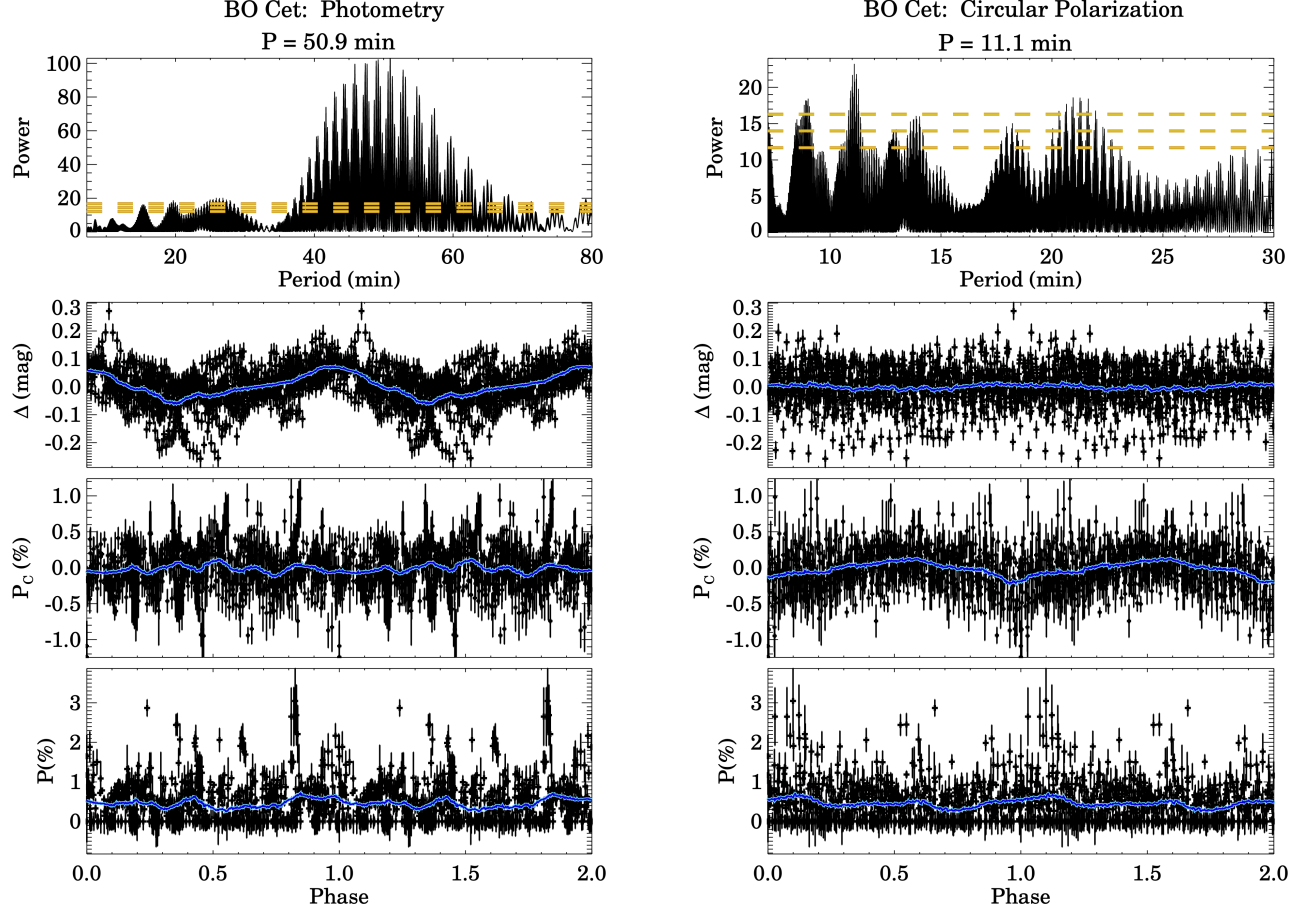 BO Cet: Photometry
P = 50.9 min
100
80
60
40
20
0
Power
20 40 60 80
Period (min)
0.3
0.2
0.1
0.0
-0.1
-0.2
Δ (mag)
1.0
0.5
0.0
-0.5
-1.0
P_C (%)
3
2
1
0
P(%)
0.0 0.5 1.0 1.5 2.0
Phase
BO Cet: Circular Polarization
P = 11.1 min
20
15
10
5
0
Power
10 15 20 25 30
Period (min)
0.3
0.2
0.1
0.0
-0.1
-0.2
Δ (mag)
1.0
0.5
0.0
-0.5
-1.0
P_C (%)
3
2
1
0
P(%)
0.0 0.5 1.0 1.5 2.0
Phase